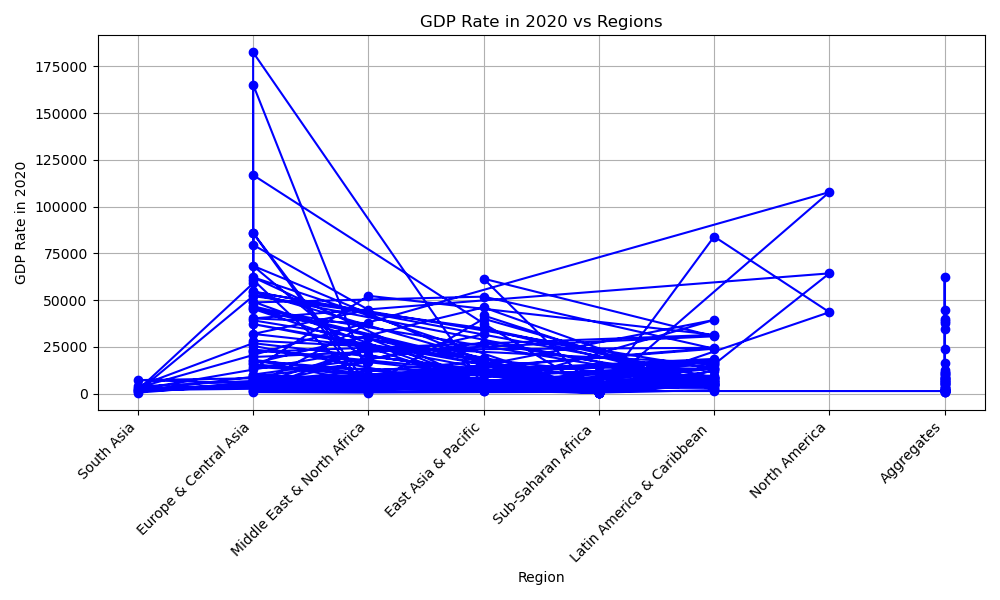 GDP Rate in 2020 vs Regions
GDP Rate in 2020
175000
150000
125000
100000
75000
50000
25000
0
South Asia
Europe & Central Asia
Middle East & North Africa
East Asia & Pacific
Sub-Saharan Africa
Latin America & Caribbean
North America
Aggregates
Region